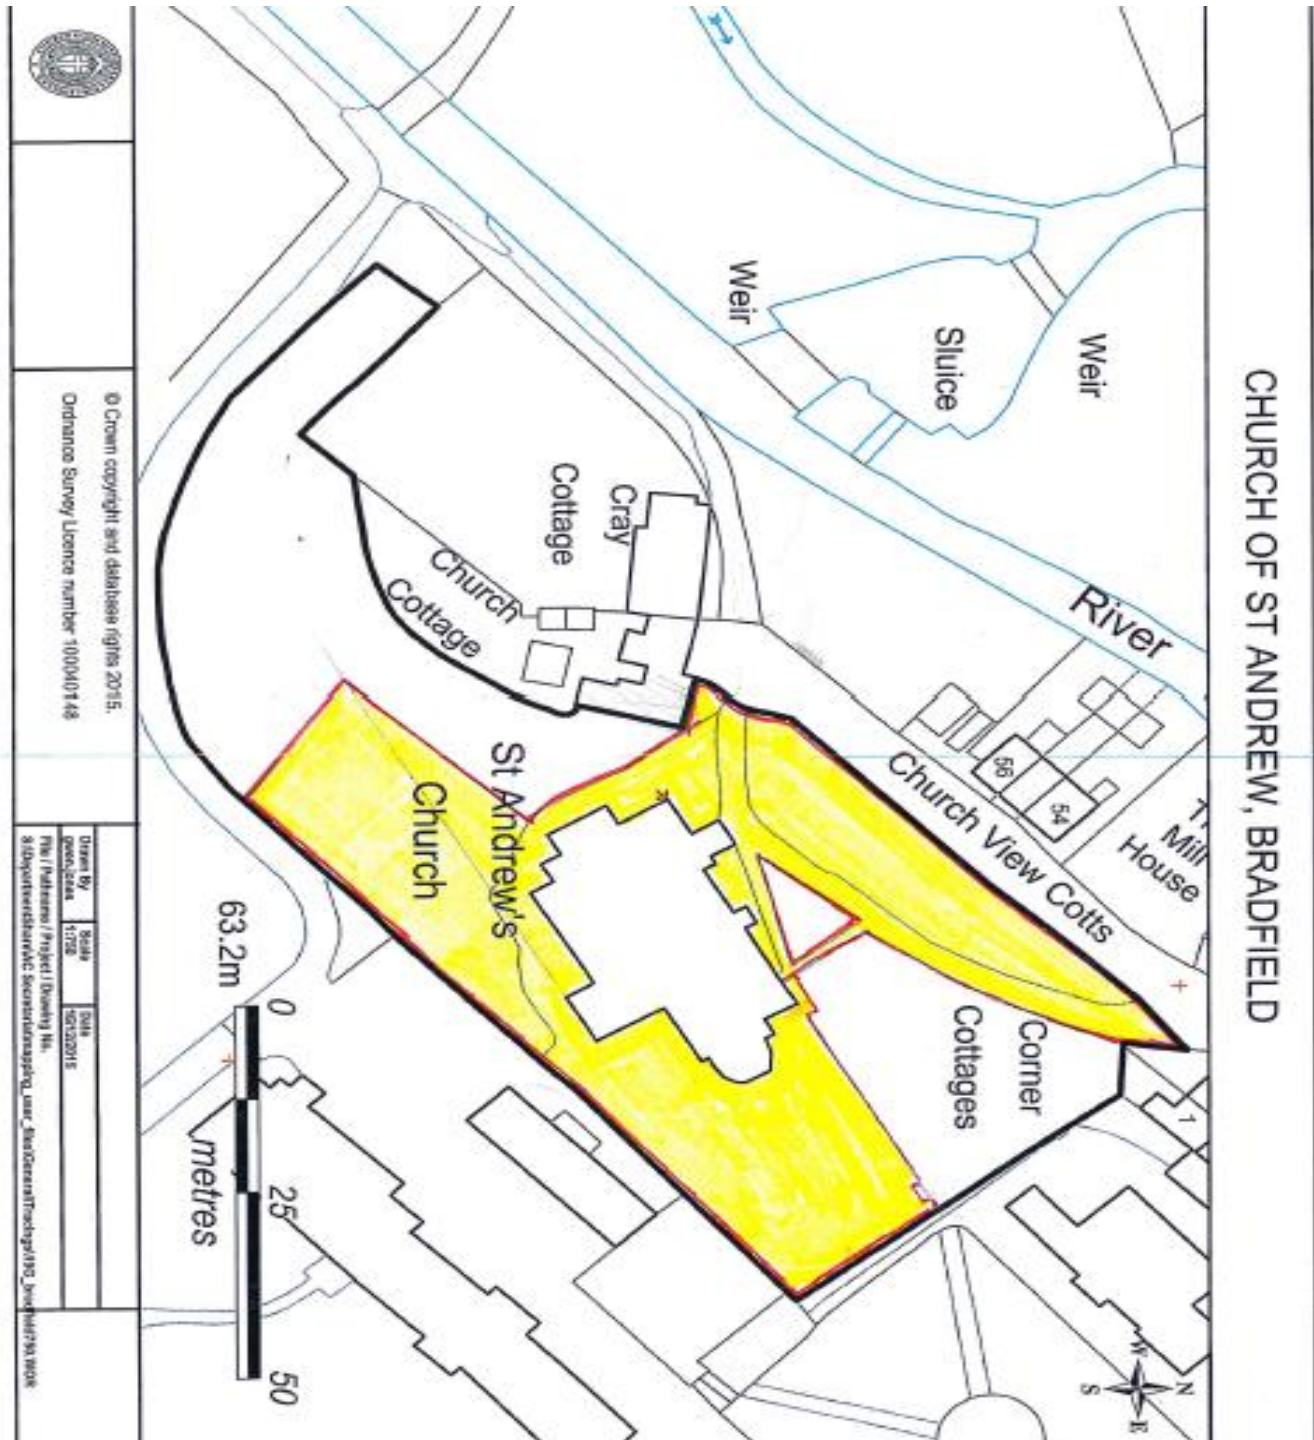 CHURCH OF ST ANDREW, BRADFIELD
Weir
Weir
Sluice
River
Mill
House
Cray
Cottage
Church
Cottage
56
54
Church View Cotts
St Andrew's
Church
Corner
Cottages
1
63.2m
0
25
50
metres
N
W
E
S
© Crown copyright and database rights 2015.
Ordnance Survey Licence number 100040148
Drawn By
Scale
1:750
Date
File / Pathname / Project / Drawing No.